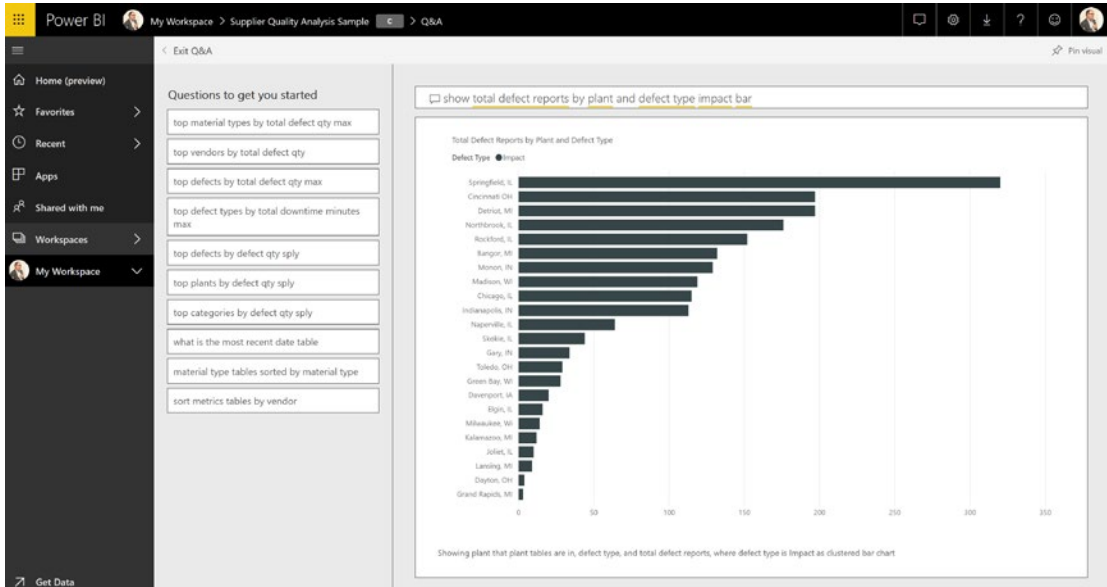 Power BI
My Workspace > Supplier Quality Analysis Sample C > Q&A
?
< Exit Q&A
Pin visual
Home (preview)
Favorites
Recent
Apps
Shared with me
Workspaces
My Workspace
Get Data
Questions to get you started
top material types by total defect qty max
top vendors by total defect qty
top defects by total defect qty max
top defect types by total downtime minutes
max
top defects by defect qty sply
top plants by defect qty sply
top categories by defect qty sply
what is the most recent date table
material type tables sorted by material type
sort metrics tables by vendor
show total defect reports by plant and defect type impact bar
Total Defect Reports by Plant and Defect Type
Defect Type Impact
Springfield, IL
Cincinnati OH
Detriot, MI
Northbrook, IL
Rockford, IL
Bangor, MI
Monon, IN
Madison, WI
Chicago, IL
Indianapolis, IN
Naperville, IL
Skokie, IL
Gary, IN
Toledo, OH
Green Bay, WI
Davenport, IA
Elgin, IL
Milwaukee, WI
Kalamazoo, MI
Joliet, IL
Lansing, MI
Dayton, OH
Grand Rapids, MI
0 50 100 150 200 250 300 350
Showing plant that plant tables are in, defect type, and total defect reports, where defect type is Impact as clustered bar chart